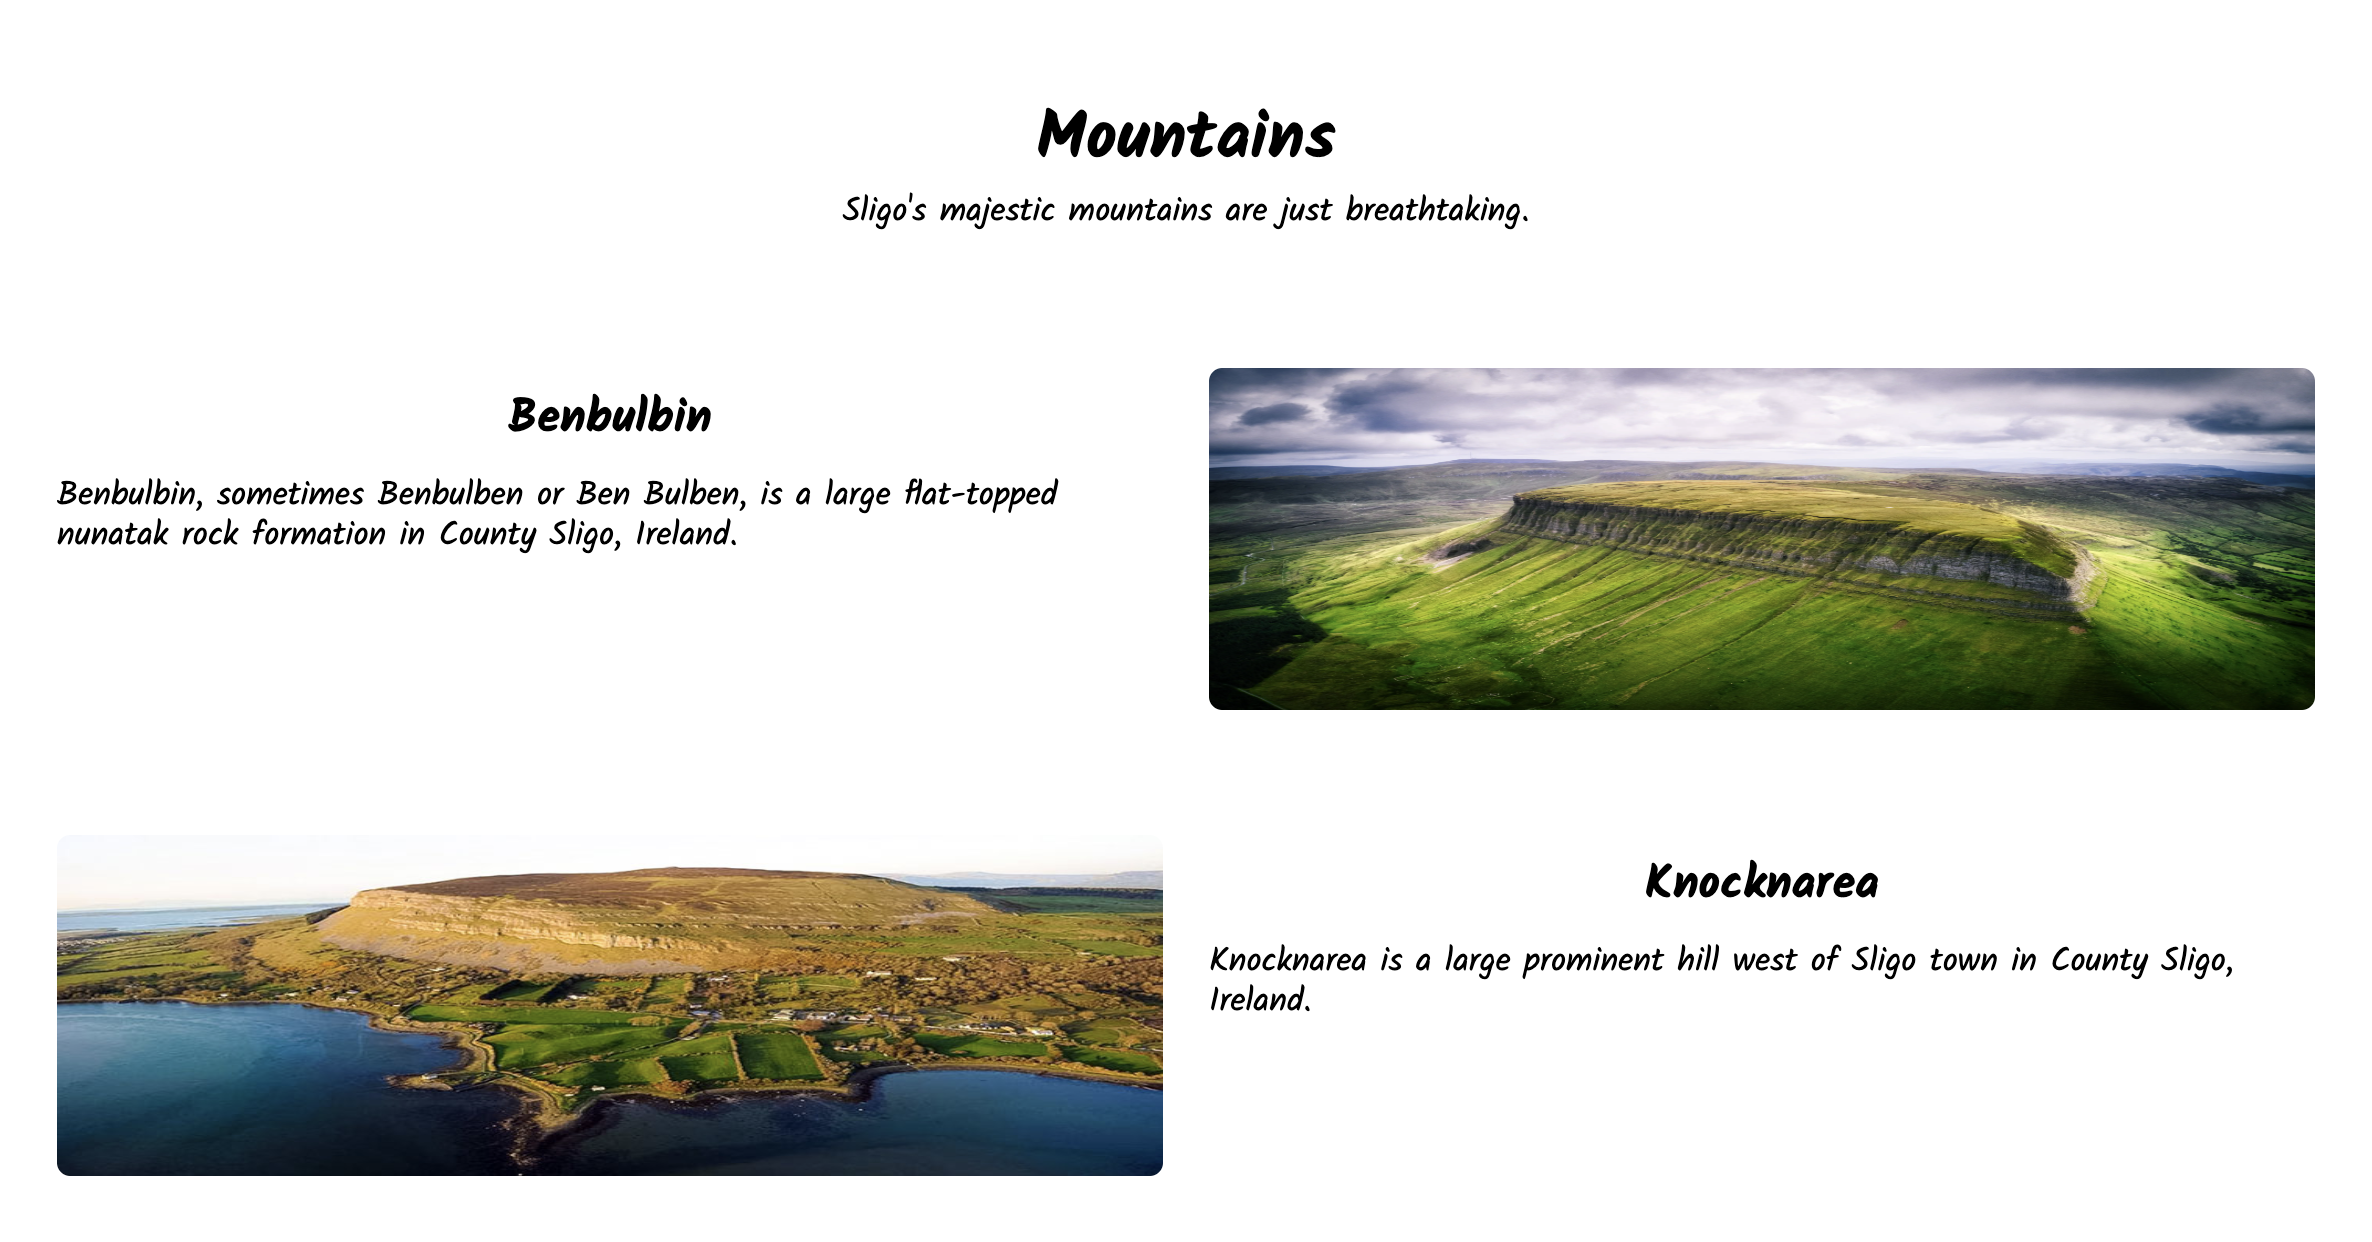 Mountains
Sligo's majestic mountains are just breathtaking.
Benbulbin
Benbulbin, sometimes Benbulben or Ben Bulben, is a large flat-topped
nunatak rock formation in County Sligo, Ireland.
Knocknarea
Knocknarea is a large prominent hill west of Sligo town in County Sligo,
Ireland.